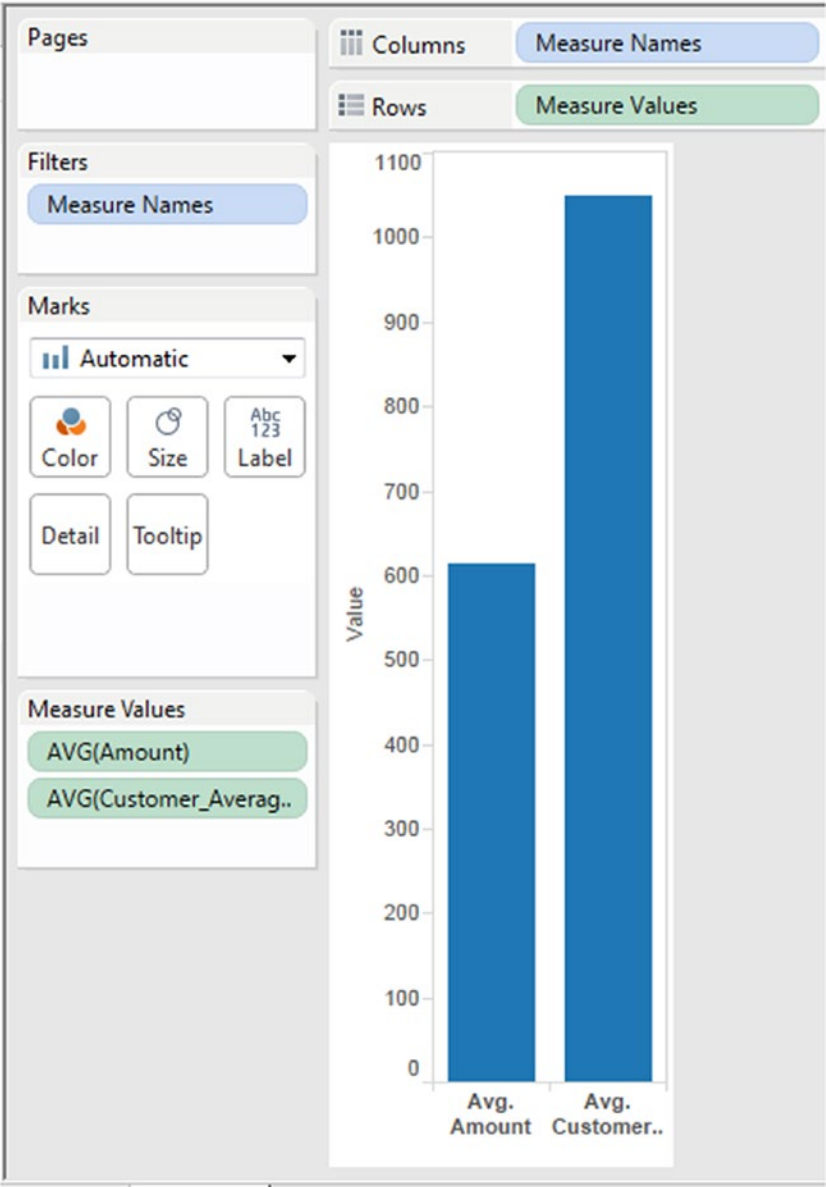 Pages
Columns
Measure Names
Rows
Measure Values
Filters
Measure Names
Marks
Automatic
Color
Size
Abc
123
Label
Detail
Tooltip
Measure Values
AVG(Amount)
AVG(Customer_Averag..
1100
1000
900
800
700
600
500
400
300
200
100
0
Value
Avg.
Amount
Avg.
Customer..